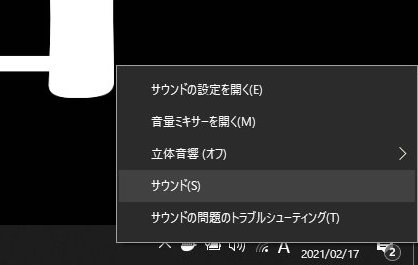 サウンドの設定を開く(E)
音量ミキサーを開く(M)
立体音響 (オフ)
サウンド(S)
サウンドの問題のトラブルシューティング(T)
A
2021/02/17
2